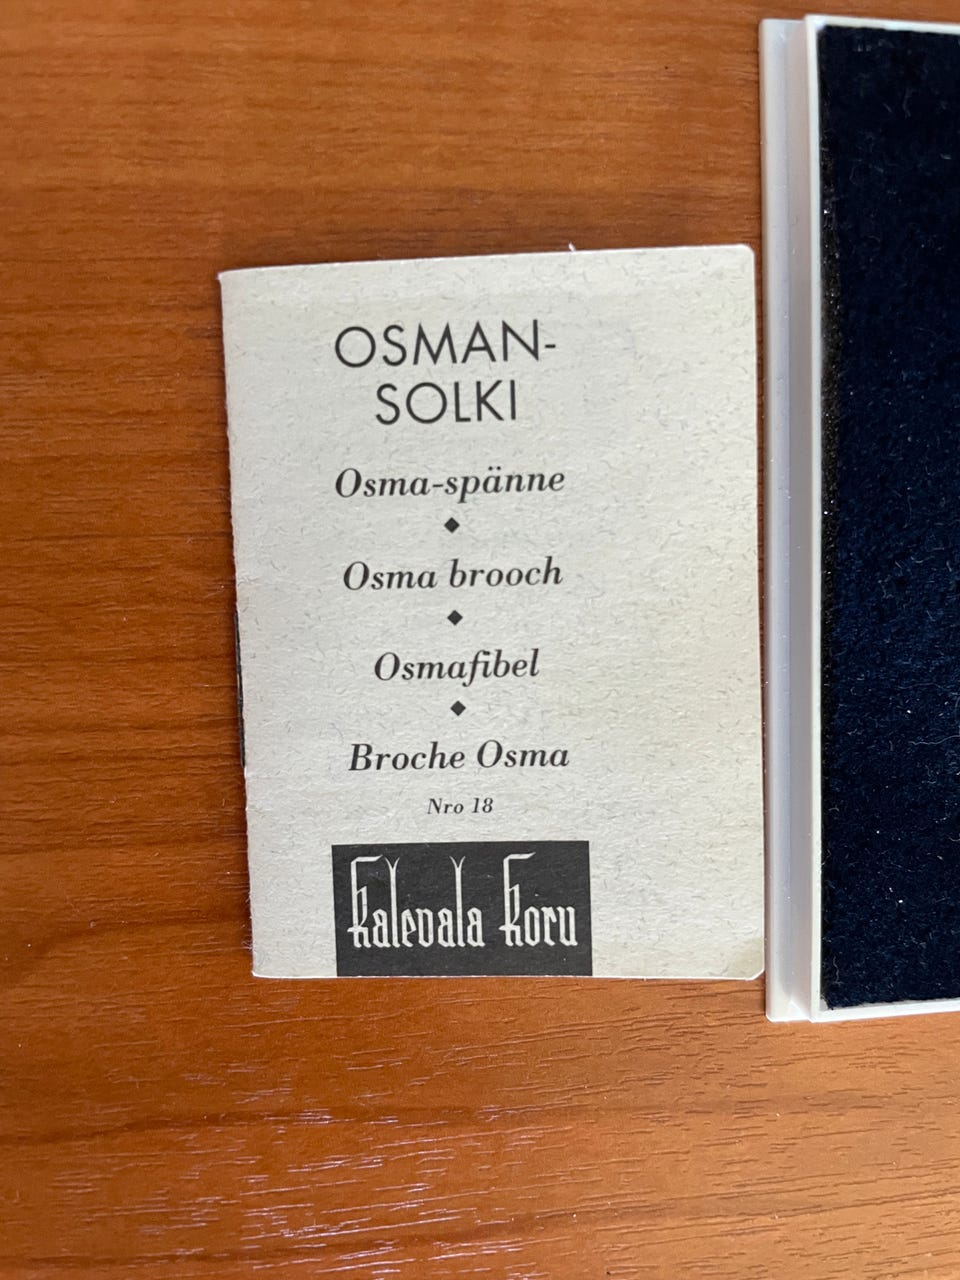 OSMAN-
SOLKI
Osma-spänne
Osma brooch
Osmafibel
Broche Osma
Nro 18
Kalevala Koru